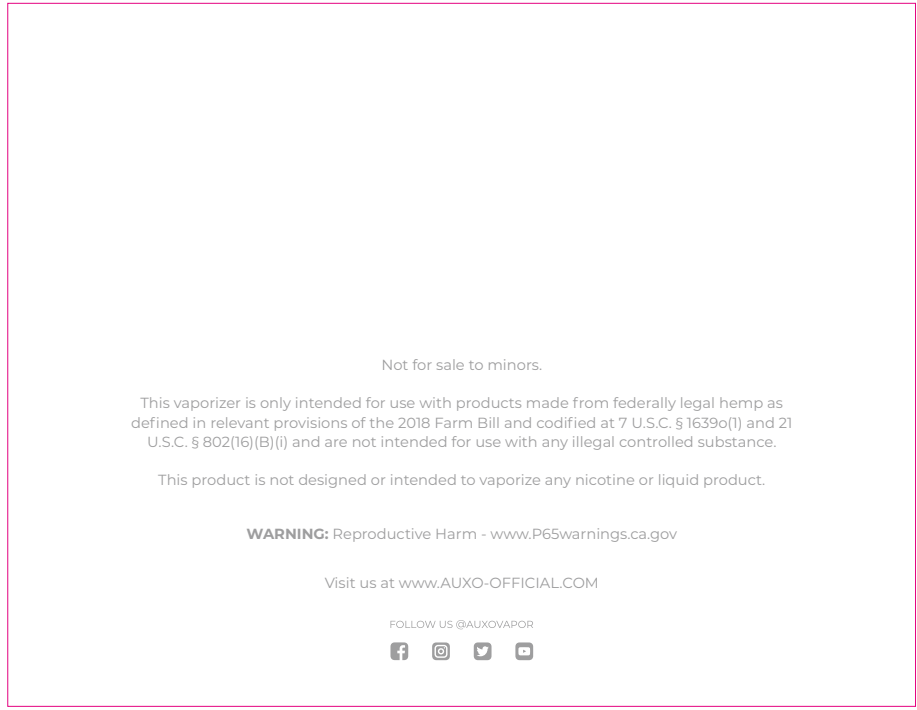 Not for sale to minors.
This vaporizer is only intended for use with products made from federally legal hemp as
defined in relevant provisions of the 2018 Farm Bill and codified at 7 U.S.C. § 1639o(1) and 21
U.S.C. § 802(16)(B)(i) and are not intended for use with any illegal controlled substance.
This product is not designed or intended to vaporize any nicotine or liquid product.
WARNING: Reproductive Harm - www.P65warnings.ca.gov
Visit us at www.AUXO-OFFICIAL.COM
FOLLOW US @AUXOVAPOR